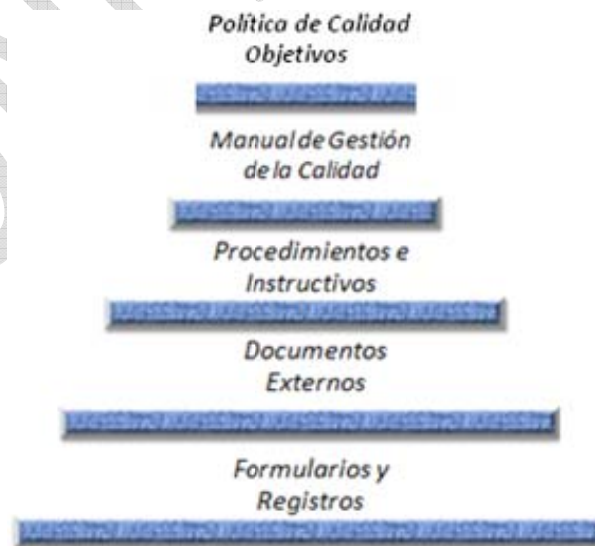 Política de Calidad
Objetivos
Manual de Gestión
de la Calidad
Procedimientos e
Instructivos
Documentos
Externos
Formularios y
Registros